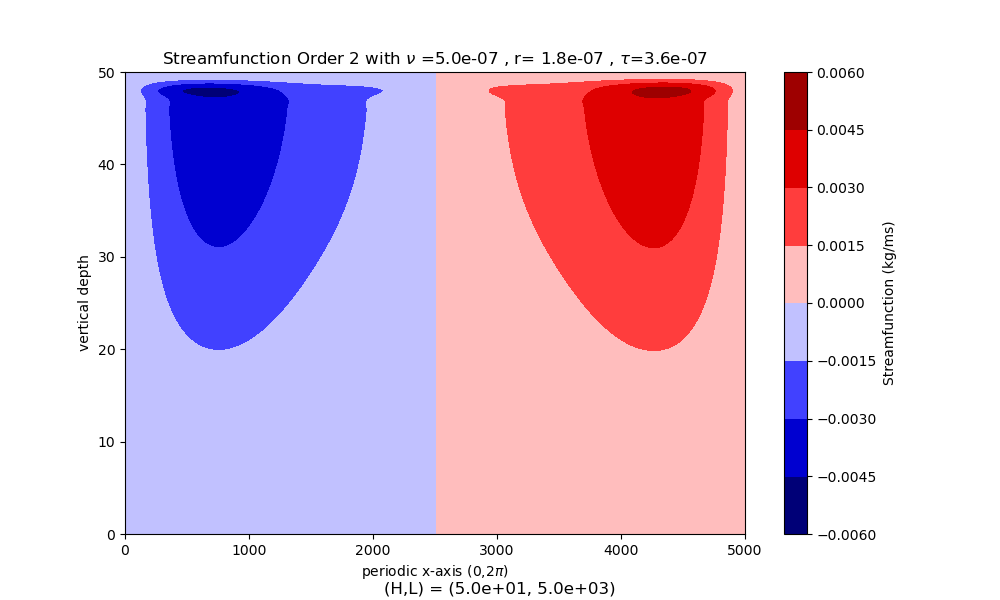 Streamfunction Order 2 with ν =5.0e-07 , r= 1.8e-07 , τ=3.6e-07
50
40
30
20
10
0
vertical depth
0 1000 2000 3000 4000 5000
periodic x-axis (0,2π)
(H,L) = (5.0e+01, 5.0e+03)
0.0060
0.0045
0.0030
0.0015
0.0000
−0.0015
−0.0030
−0.0045
−0.0060
Streamfunction (kg/ms)